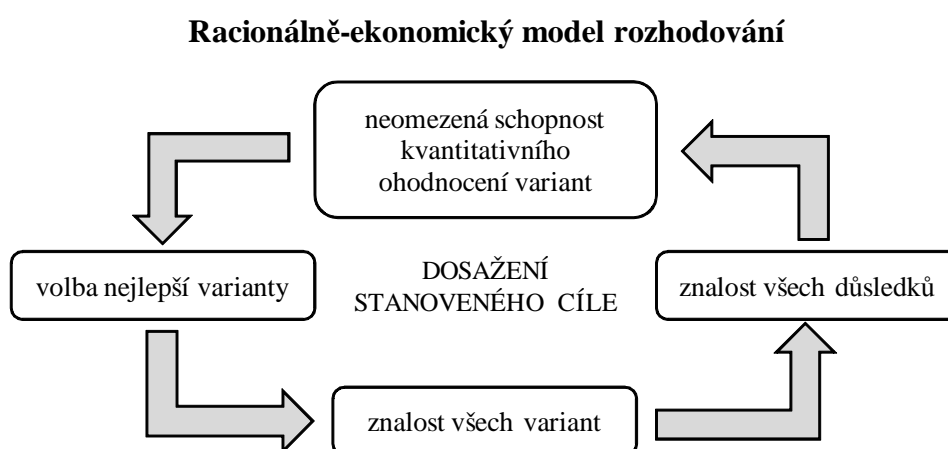 Racionálně-ekonomický model rozhodování
neomezená schopnost
kvantitativního
ohodnocení variant
volba nejlepší varianty
DOSAŽENÍ
STANOVENÉHO CÍLE
znalost všech důsledků
znalost všech variant